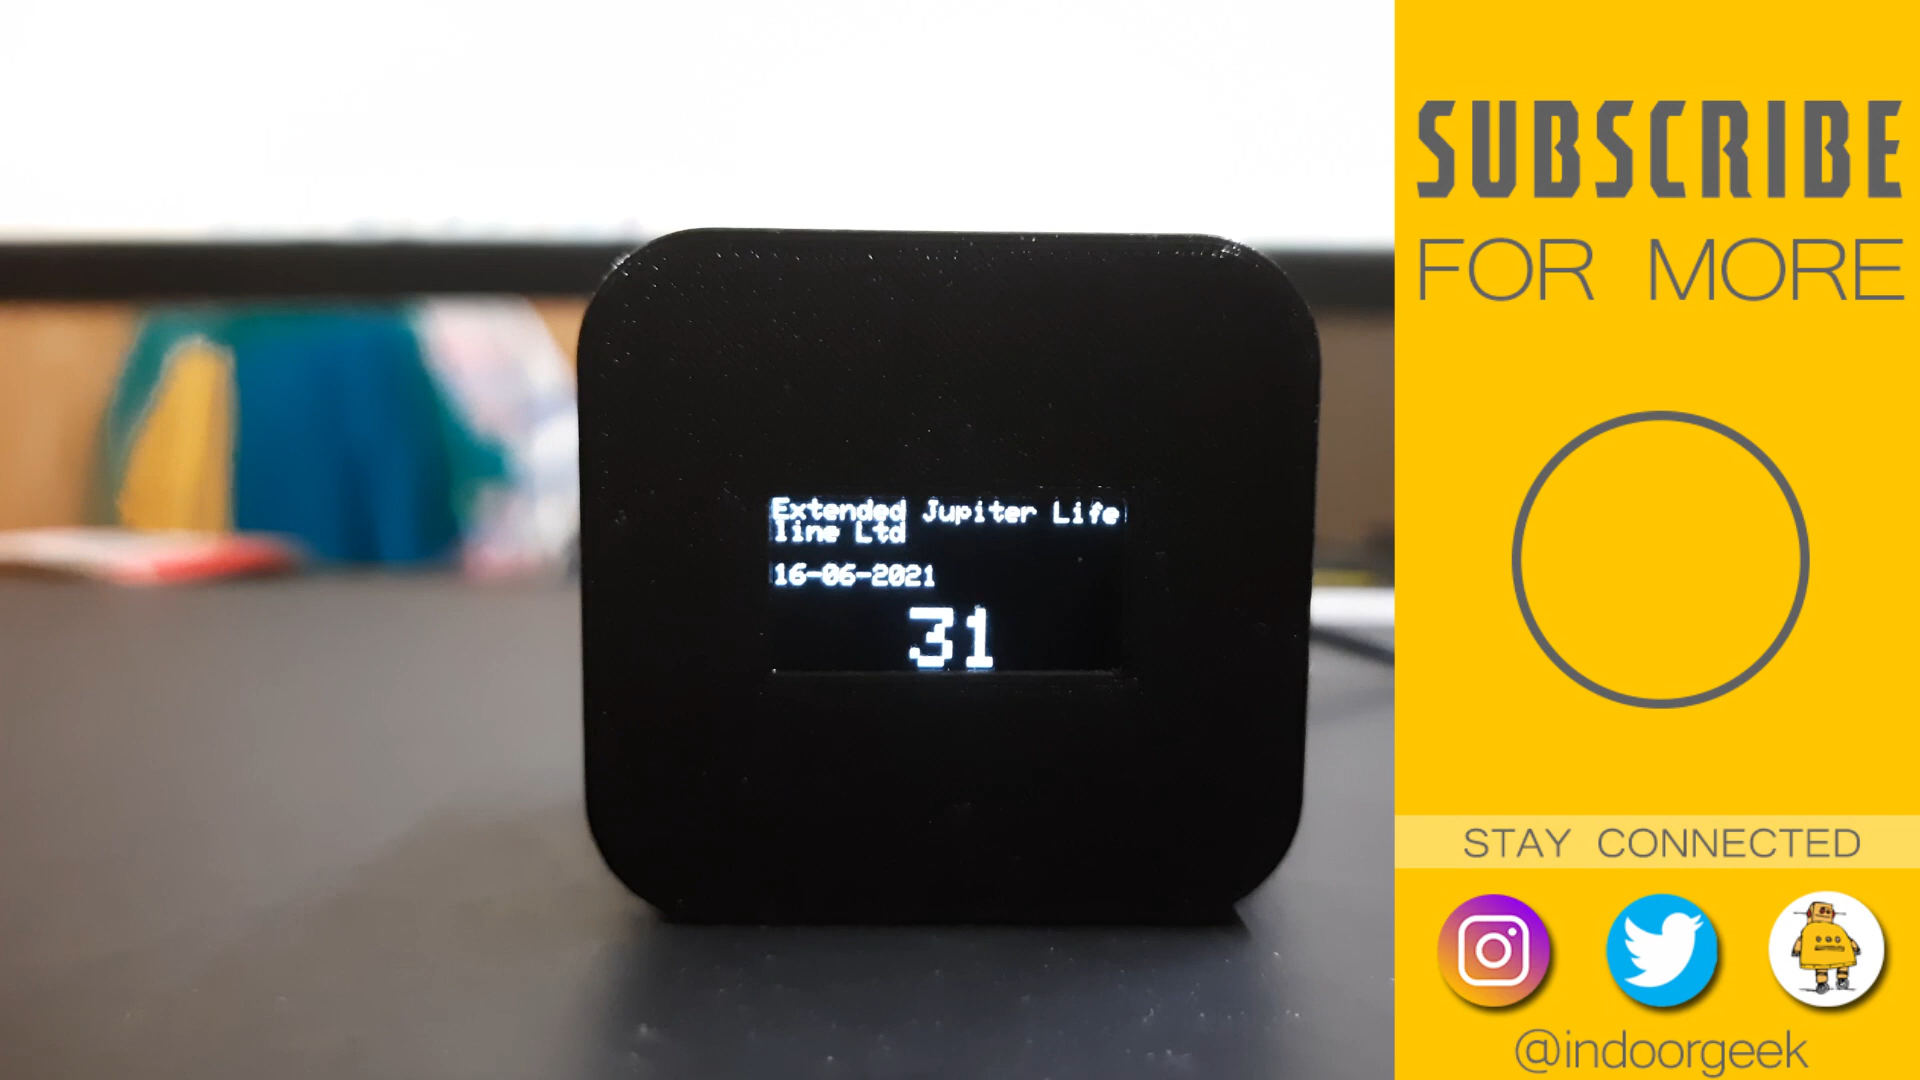 Extended Jupiter Life
line Ltd
16-06-2021
31
SUBSCRIBE
FOR MORE
STAY CONNECTED
@indoorgeek